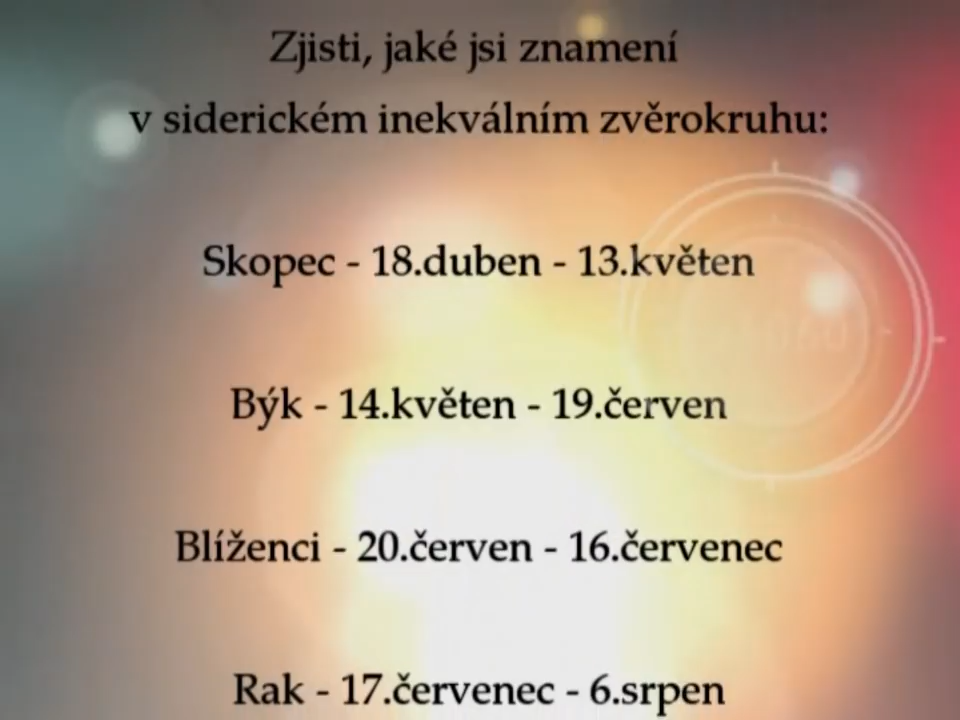 Zjisti, jaké jsi znamení
v siderickém inekválním zvěrokruhu:
Skopec - 18.duben - 13.květen
Býk - 14.květen - 19.červen
Blíženci - 20.červen - 16.červenec
Rak - 17.červenec - 6.srpen